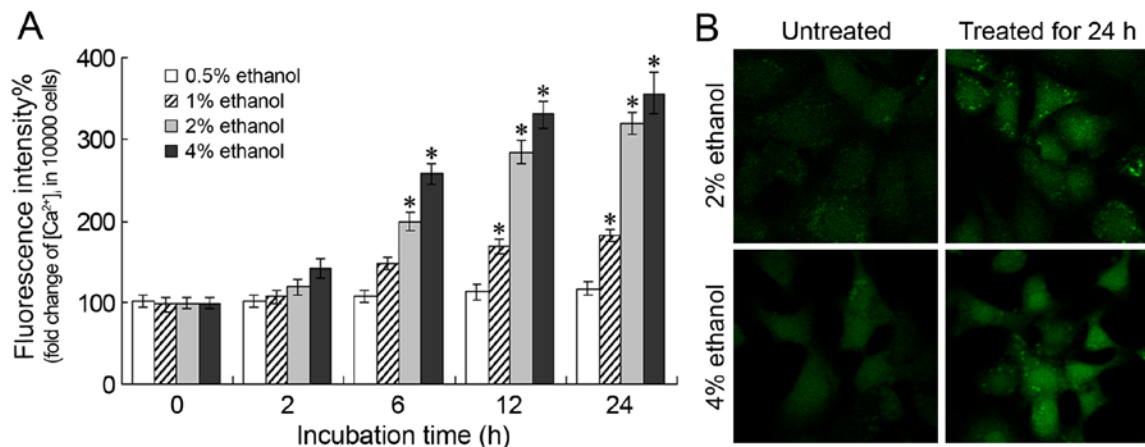 A
Fluorescence intensity%
(fold change of [Ca²⁺]ᵢ in 10000 cells)
400
300
200
100
0
0.5% ethanol
1% ethanol
2% ethanol
4% ethanol
* *
* * *
* * *
0 2 6 12 24
Incubation time (h)
B
Untreated Treated for 24 h
2% ethanol
4% ethanol